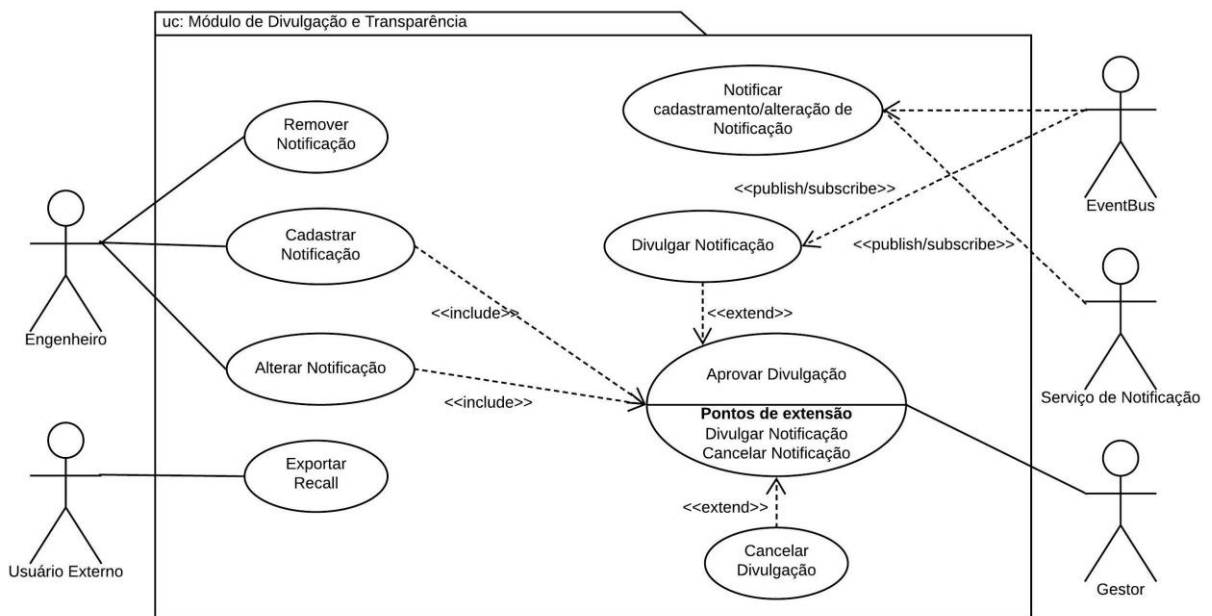 uc: Módulo de Divulgação e Transparência
Remover
Notificação
Cadastrar
Notificação
Alterar Notificação
Exportar
Recall
Engenheiro
Usuário Externo
Notificar
cadastramento/alteração de
Notificação
<<publish/subscribe>>
Divulgar Notificação
<<publish/subscribe>>
<<include>>
<<extend>>
<<include>>
Aprovar Divulgação
Pontos de extensão
Divulgar Notificação
Cancelar Notificação
<<extend>>
Cancelar
Divulgação
EventBus
Serviço de Notificação
Gestor